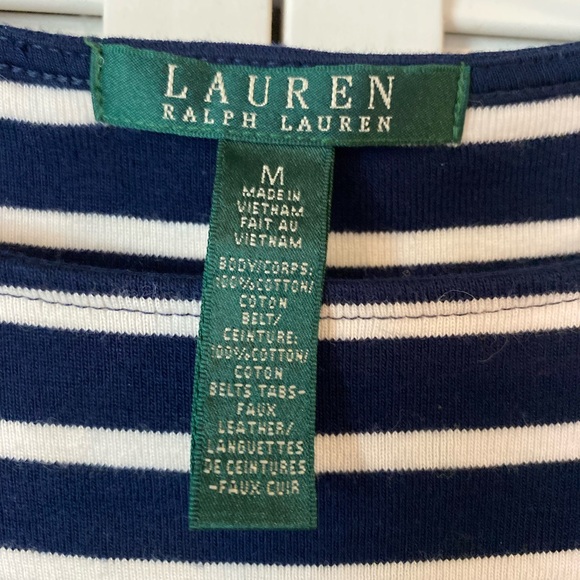 LAUREN
RALPH LAUREN
M
MADE IN
VIETNAM
FAIT AU
VIETNAM
BODY/CORPS:
100%COTTON/
COTON
BELT/
CEINTURE:
100%COTTON/
COTON
BELTS TABS-
FAUX
LEATHER/
LANGUETTES
DE CEINTURES
-FAUX CUIR